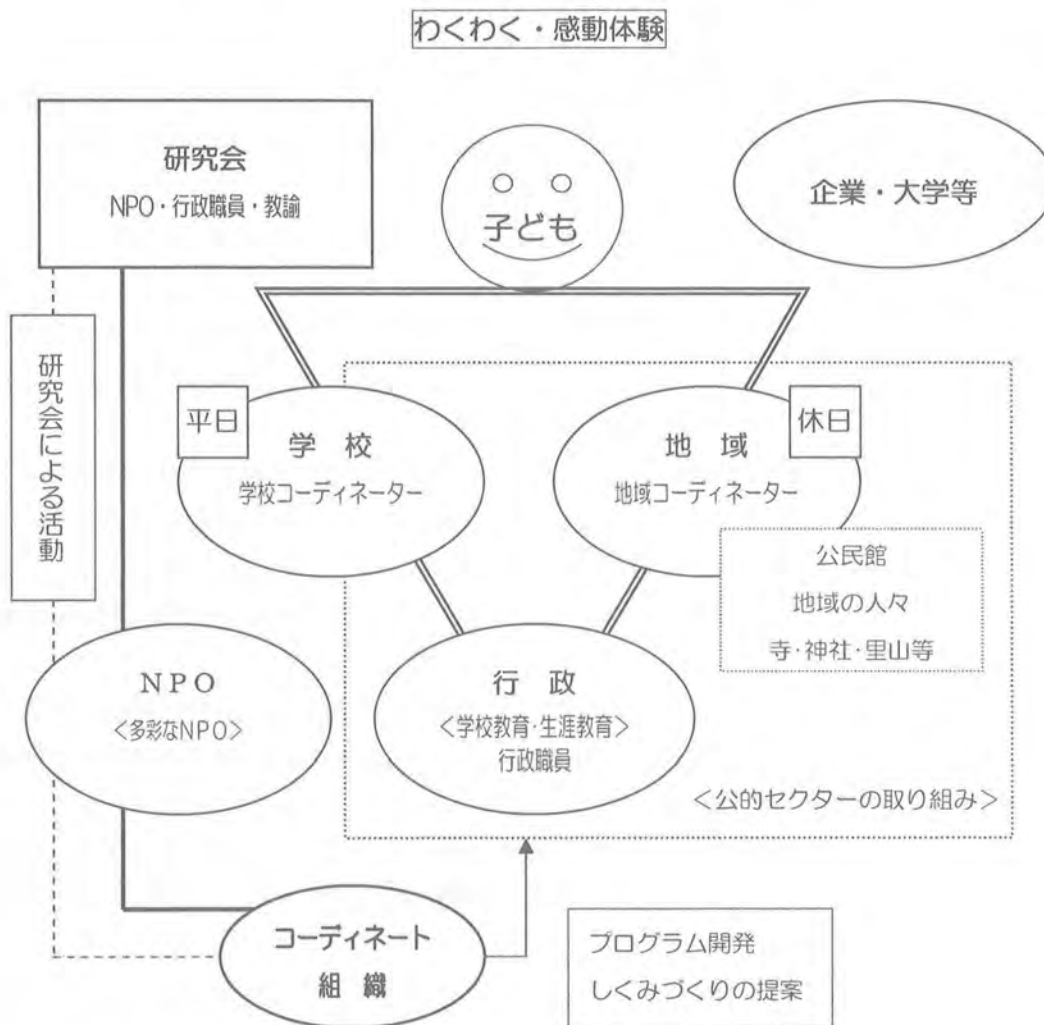 わくわく・感動体験
研究会
NPO・行政職員・教諭
子ども
企業・大学等
研究会による活動
平日
学 校
学校コーディネーター
休日
地 域
地域コーディネーター
公民館
地域の人々
寺・神社・里山等
NPO
<多彩なNPO>
行 政
<学校教育・生涯教育>
行政職員
<公的セクターの取り組み>
コーディネート
組 織
プログラム開発
しくみづくりの提案